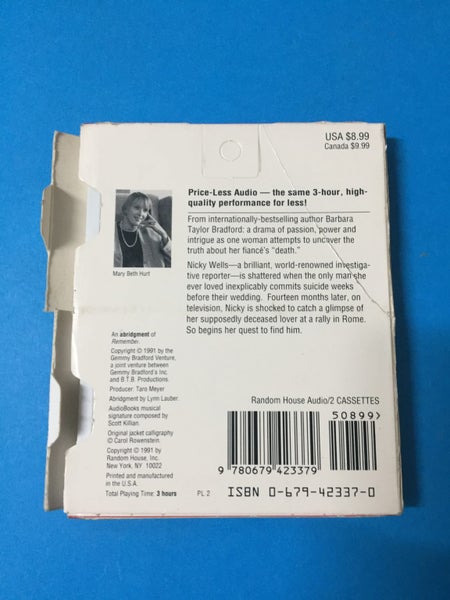 USA $8.99
Canada $9.99
Price-Less Audio — the same 3-hour, high-
quality performance for less!
From internationally-bestselling author Barbara
Taylor Bradford: a drama of passion, power and
intrigue as one woman attempts to uncover the
truth about her fiancé's "death."
Nicky Wells—a brilliant, world-renowned investiga-
tive reporter—is shattered when the only man she
ever loved inexplicably commits suicide weeks
before their wedding. Fourteen months later, on
television, Nicky is shocked to catch a glimpse of
her supposedly deceased lover at a rally in Rome.
So begins her quest to find him.
Mary Beth Hurt
An abridgment of
Remember.
Copyright © 1991 by the
Gemmy Bradford Venture,
a joint venture between
Gemmy Bradford's Inc.
and B.T.B. Productions.
Producer: Taro Meyer
Abridgment by Lynn Lauber.
AudioBooks musical
signature composed by
Scott Killian.
Original jacket calligraphy
© Carol Rowenstein.
Copyright © 1991 by
Random House, Inc.
New York, NY 10022
Printed and manufactured
in the U.S.A.
Total Playing Time: 3 hours
PL 2
Random House Audio/2 CASSETTES
50899>
9 780679 423379
ISBN 0-679-42337-0